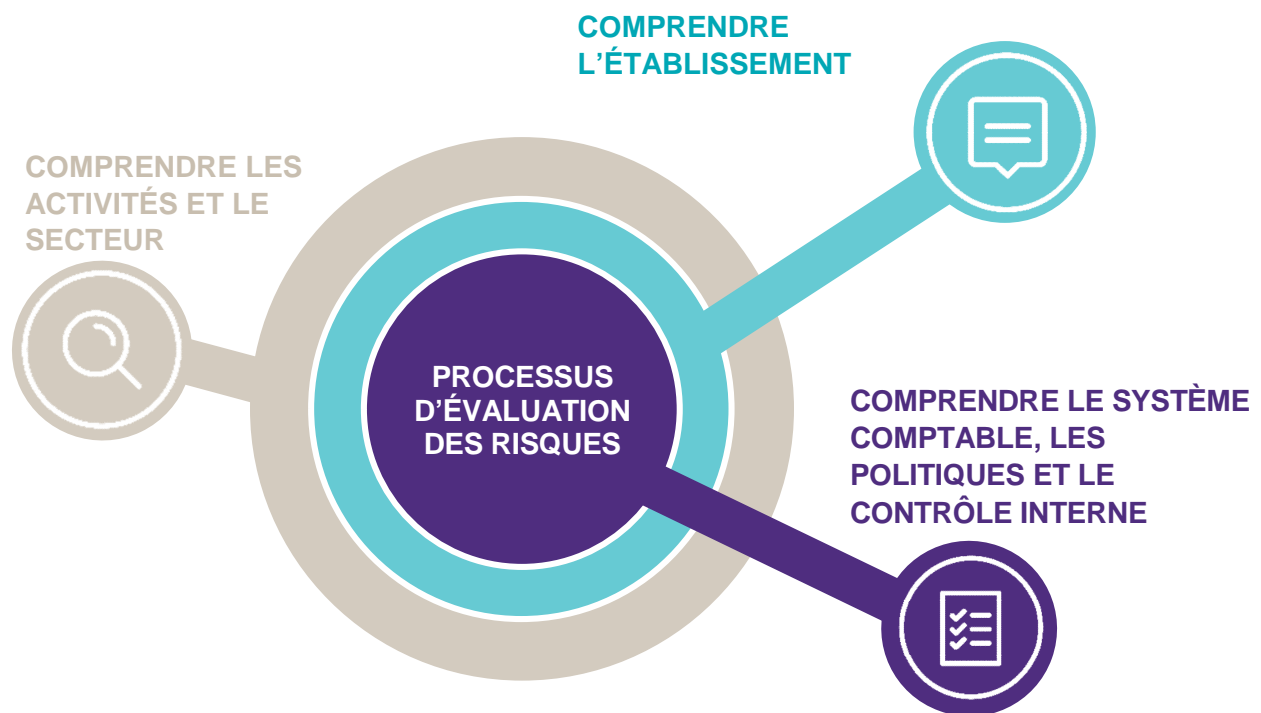 COMPRENDRE
L'ÉTABLISSEMENT
COMPRENDRE LES
ACTIVITÉS ET LE
SECTEUR
PROCESSUS
D'ÉVALUATION
DES RISQUES
COMPRENDRE LE SYSTÈME
COMPTABLE, LES
POLITIQUES ET LE
CONTRÔLE INTERNE